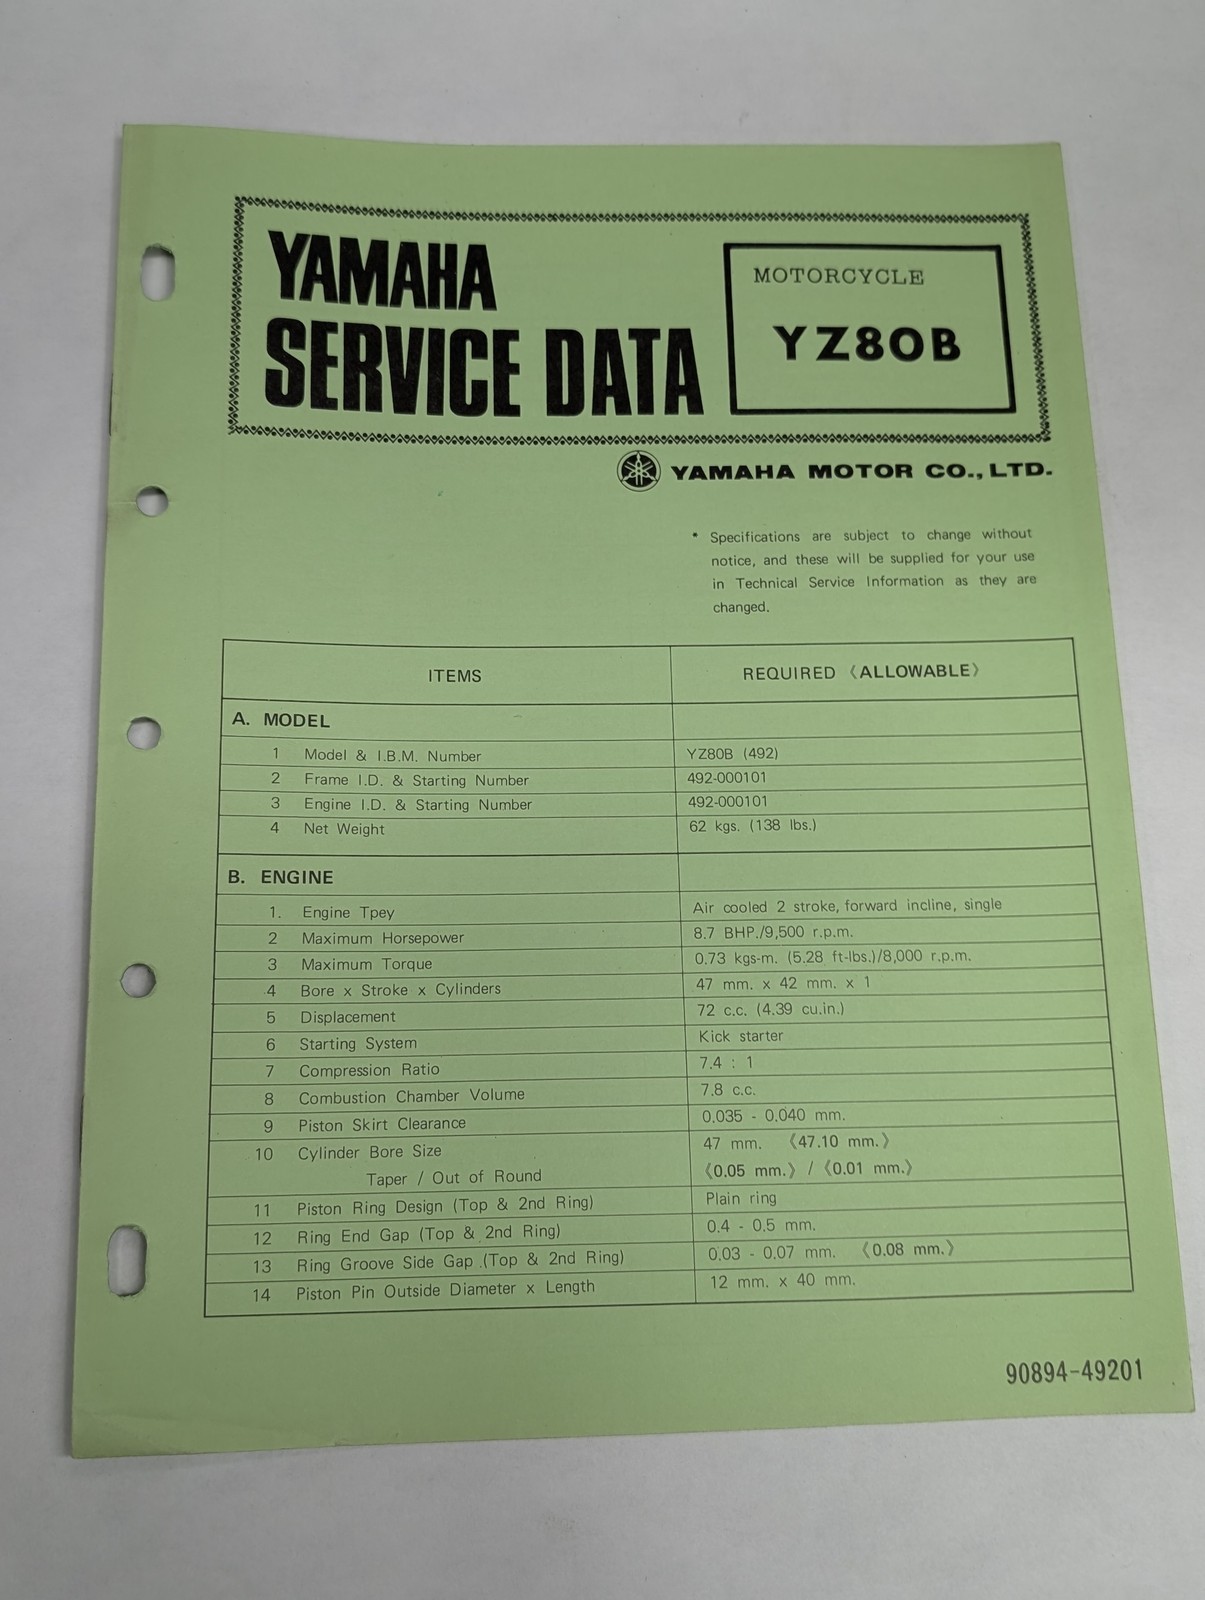 YAMAHA
SERVICE DATA
MOTORCYCLE
YZ80B
YAMAHA MOTOR CO., LTD.
* Specifications are subject to change without
notice, and these will be supplied for your use
in Technical Service Information as they are
changed.
ITEMS REQUIRED 《ALLOWABLE》
A. MODEL
1 Model & I.B.M. Number YZ80B (492)
2 Frame I.D. & Starting Number 492-000101
3 Engine I.D. & Starting Number 492-000101
4 Net Weight 62 kgs. (138 lbs.)
B. ENGINE
1. Engine Tpey Air cooled 2 stroke, forward incline, single
2 Maximum Horsepower 8.7 BHP./9,500 r.p.m.
3 Maximum Torque 0.73 kgs-m. (5.28 ft-lbs.)/8,000 r.p.m.
4 Bore x Stroke x Cylinders 47 mm. x 42 mm. x 1
5 Displacement 72 c.c. (4.39 cu.in.)
6 Starting System Kick starter
7 Compression Ratio 7.4 : 1
8 Combustion Chamber Volume 7.8 c.c.
9 Piston Skirt Clearance 0.035 - 0.040 mm.
10 Cylinder Bore Size 47 mm. 《47.10 mm.》
Taper / Out of Round 《0.05 mm.》 / 《0.01 mm.》
11 Piston Ring Design (Top & 2nd Ring) Plain ring
12 Ring End Gap (Top & 2nd Ring) 0.4 - 0.5 mm.
13 Ring Groove Side Gap (Top & 2nd Ring) 0.03 - 0.07 mm. 《0.08 mm.》
14 Piston Pin Outside Diameter x Length 12 mm. x 40 mm.
90894-49201